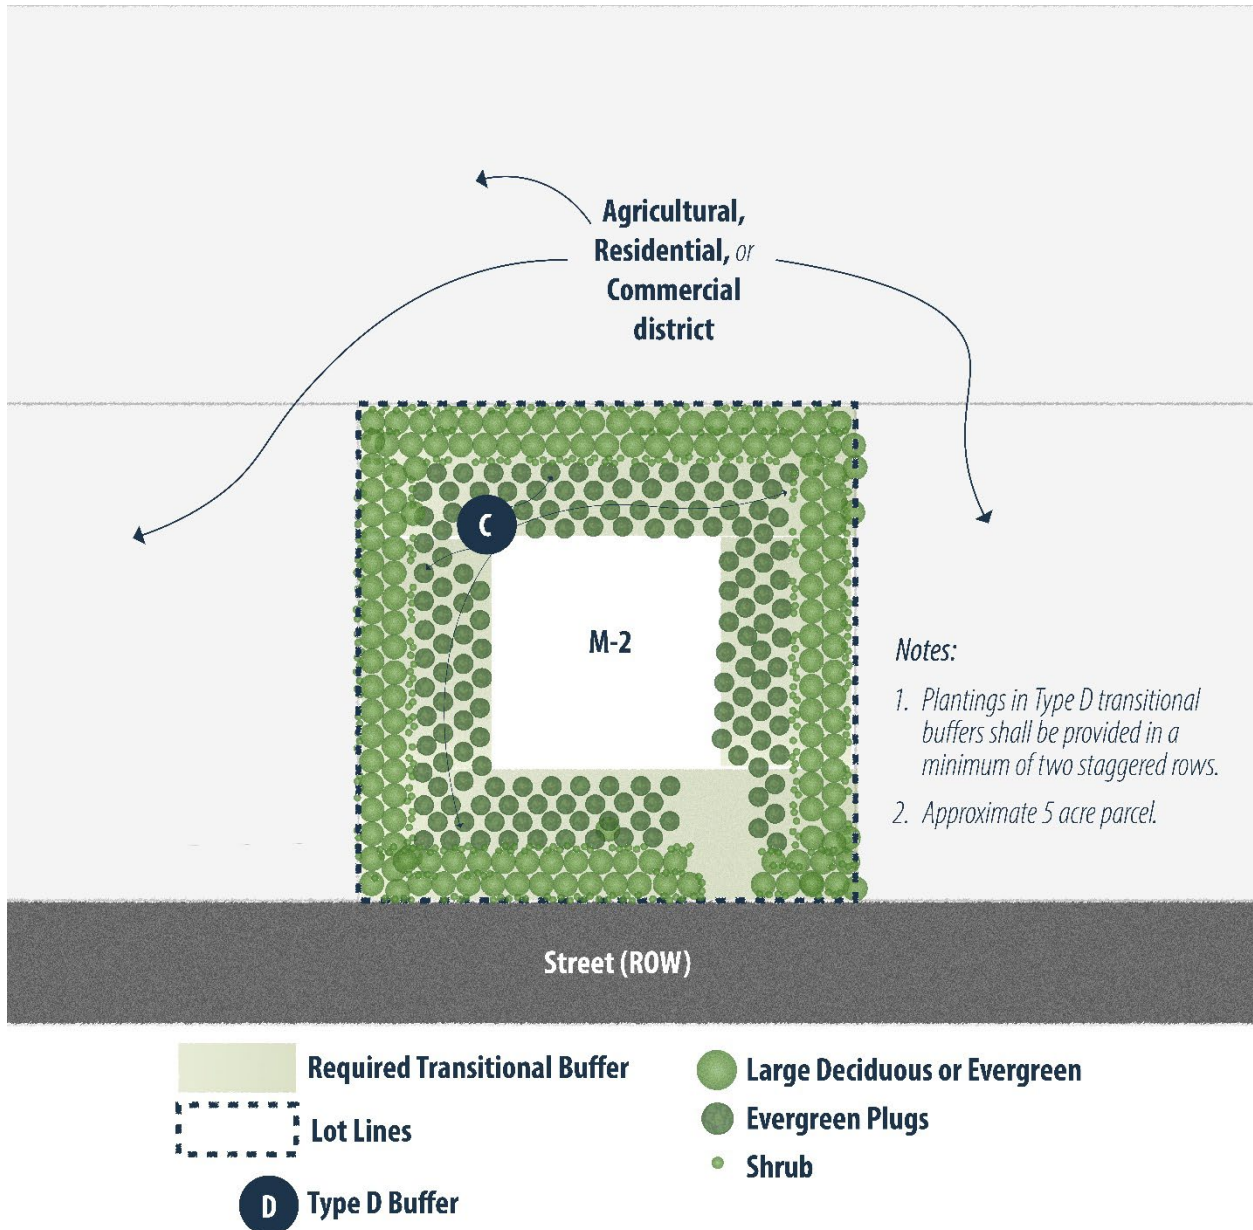 Agricultural,
Residential, or
Commercial
district
C
M-2
Notes:
1. Plantings in Type D transitional
buffers shall be provided in a
minimum of two staggered rows.
2. Approximate 5 acre parcel.
Street (ROW)
Required Transitional Buffer
Lot Lines
D Type D Buffer
Large Deciduous or Evergreen
Evergreen Plugs
Shrub